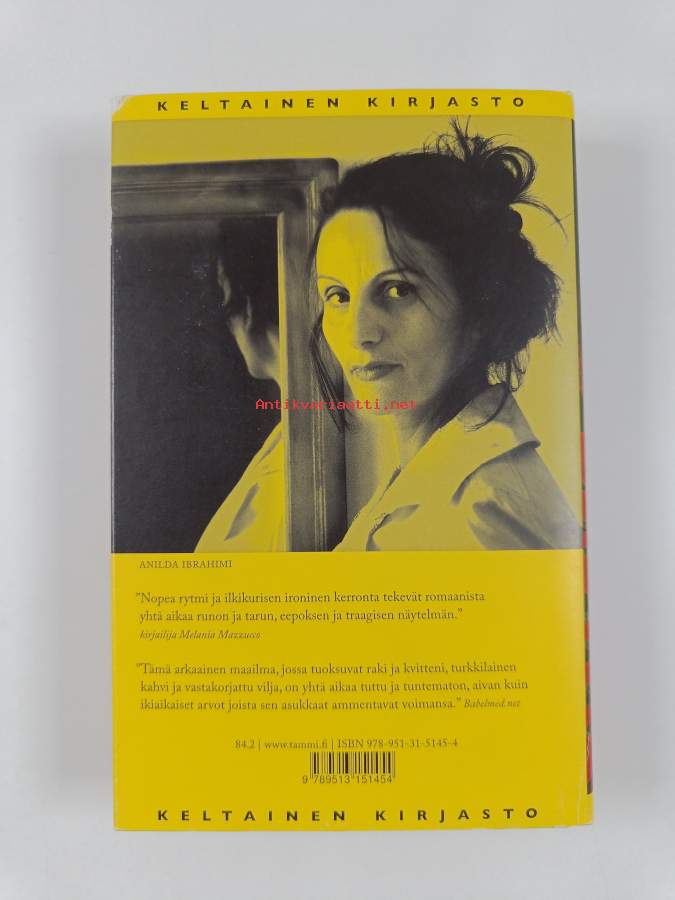 KELTAINEN KIRJASTO
Antikvariaatti.net
ANILDA IBRAHIMI
"Nopea rytmi ja ilkikurisen ironinen kerronta tekevät romaanista
yhtä aikaa runon ja tarun, eepoksen ja traagisen näytelmän."
kirjailija Melania Mazzucco
"Tämä arkaainen maailma, jossa tuoksuvat raki ja kvitteni, turkkilainen
kahvi ja vastakorjattu vilja, on yhtä aikaa tuttu ja tuntematon, aivan kuin
ikiaikaiset arvot joista sen asukkaat ammentavat voimansa." Babelmed.net
84.2 | www.tammi.fi | ISBN 978-951-31-5145-4
9 789513 151454
KELTAINEN KIRJASTO